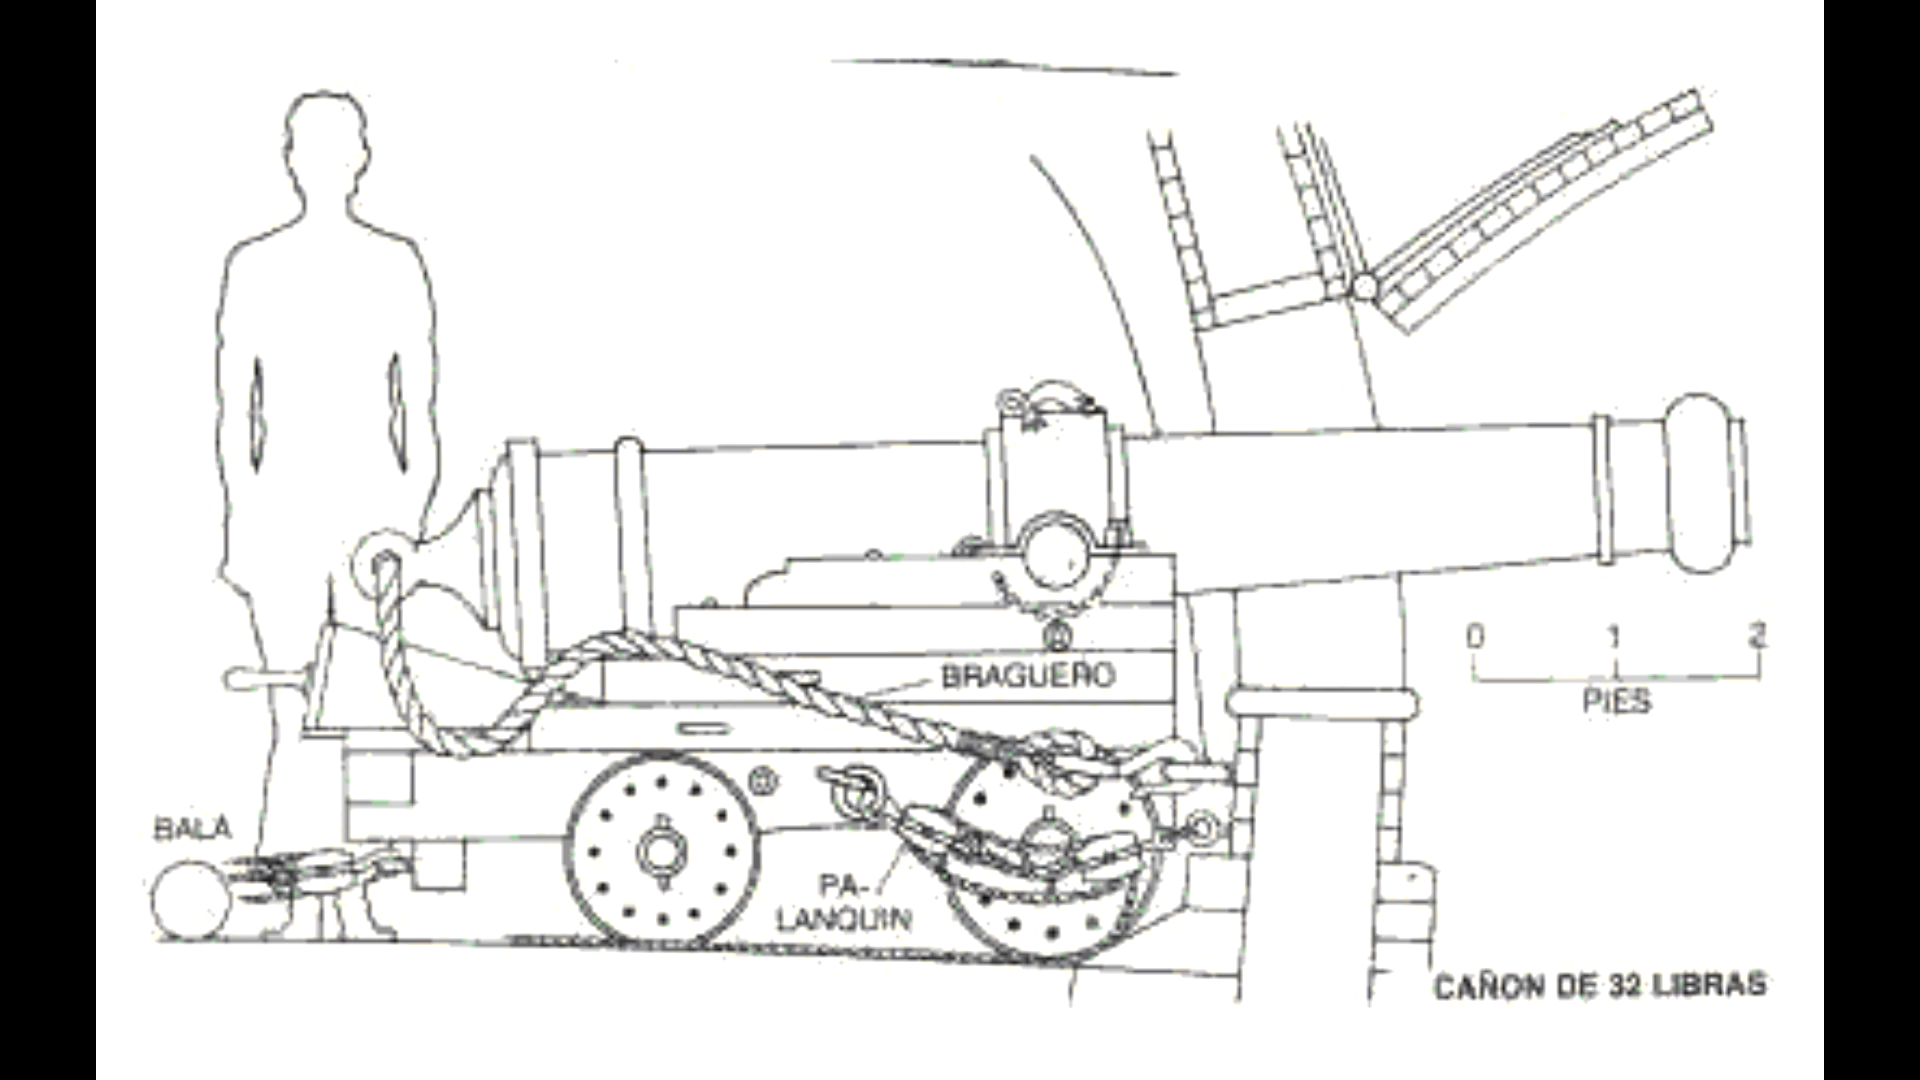 BRAGUERO
0 1 2
PIES
BALA
PA-
LANQUIN
CAÑON DE 32 LIBRAS